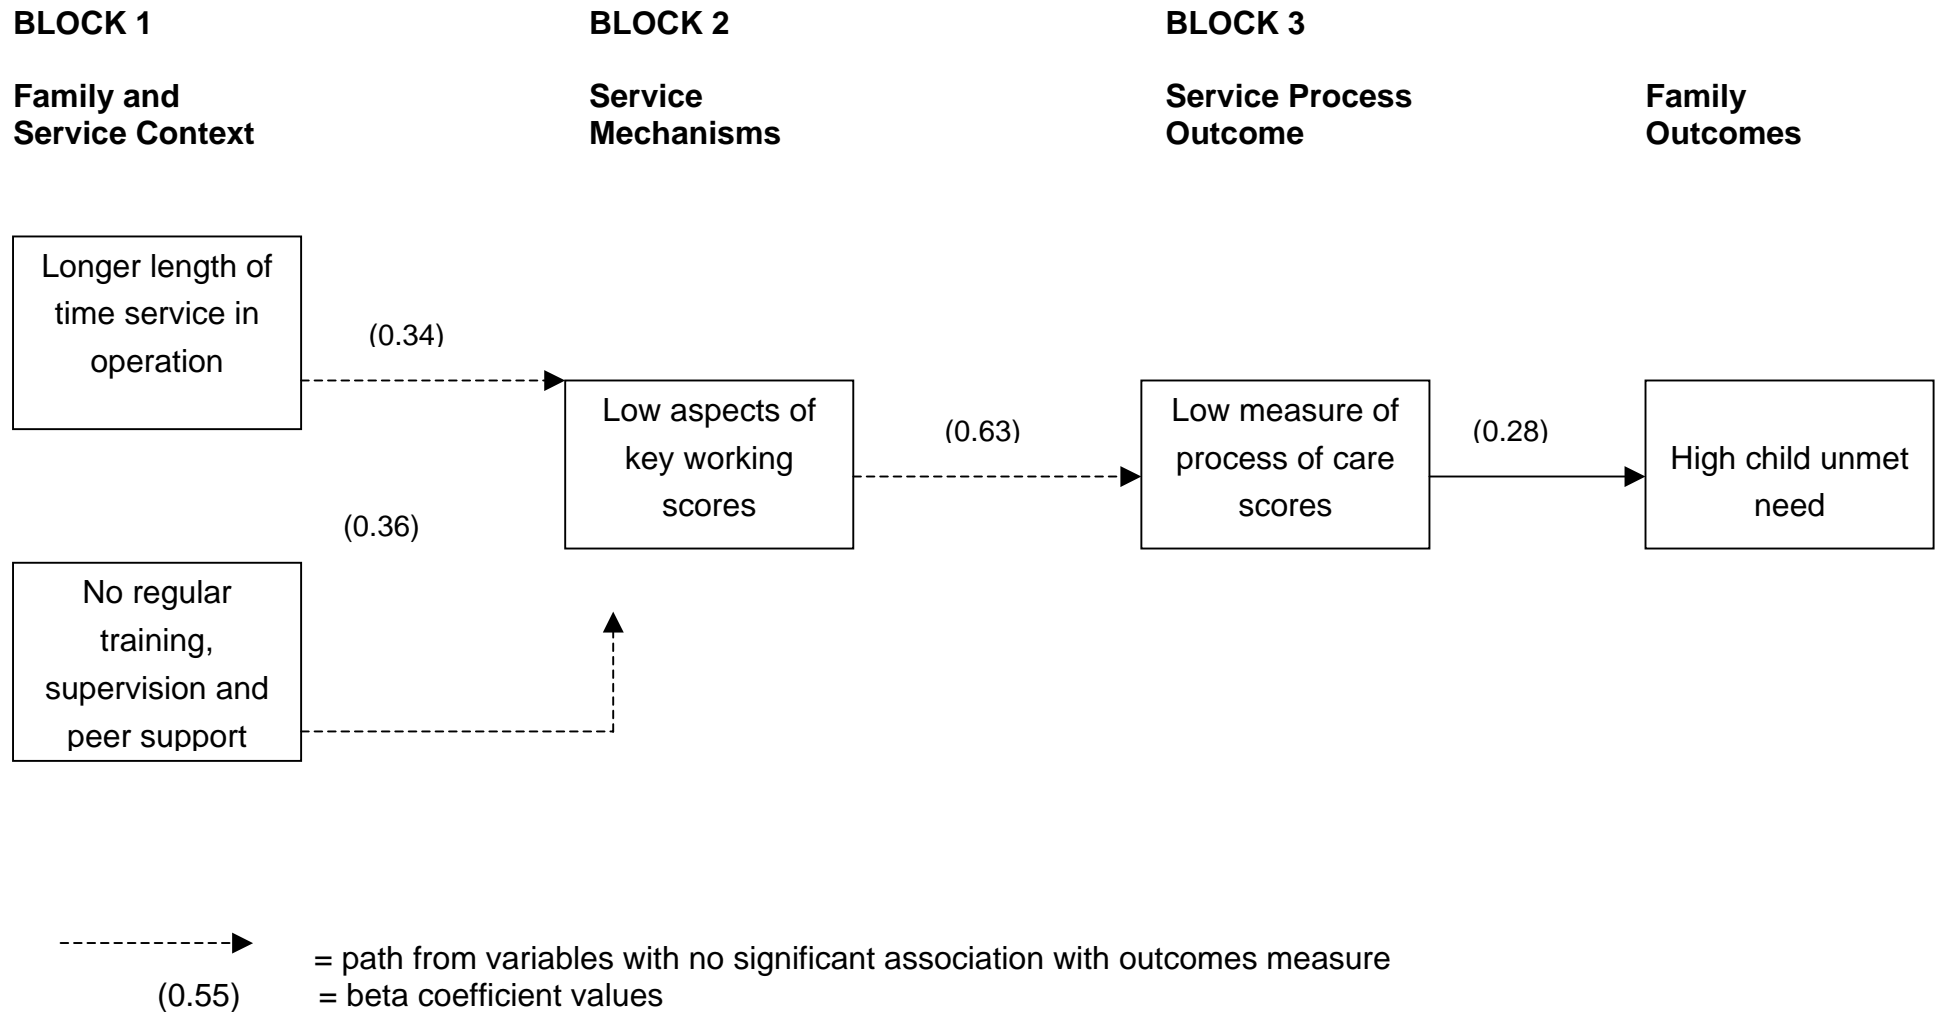 BLOCK 1
BLOCK 2
BLOCK 3
Family and
Service Context
Service
Mechanisms
Service Process
Outcome
Family
Outcomes
Longer length of
time service in
operation
(0.34)
Low aspects of
key working
scores
(0.63)
Low measure of
process of care
scores
(0.28)
High child unmet
need
(0.36)
No regular
training,
supervision and
peer support
= path from variables with no significant association with outcomes measure
(0.55) = beta coefficient values